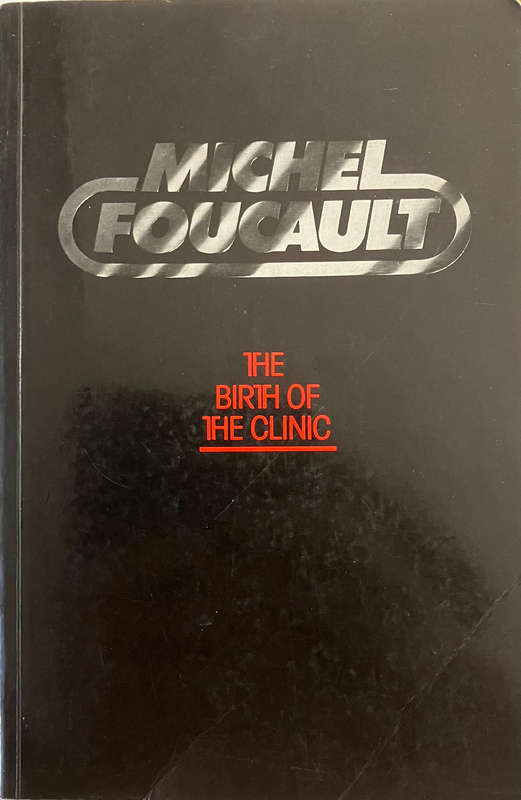 MICHEL
FOUCAULT
THE
BIRTH OF
THE CLINIC